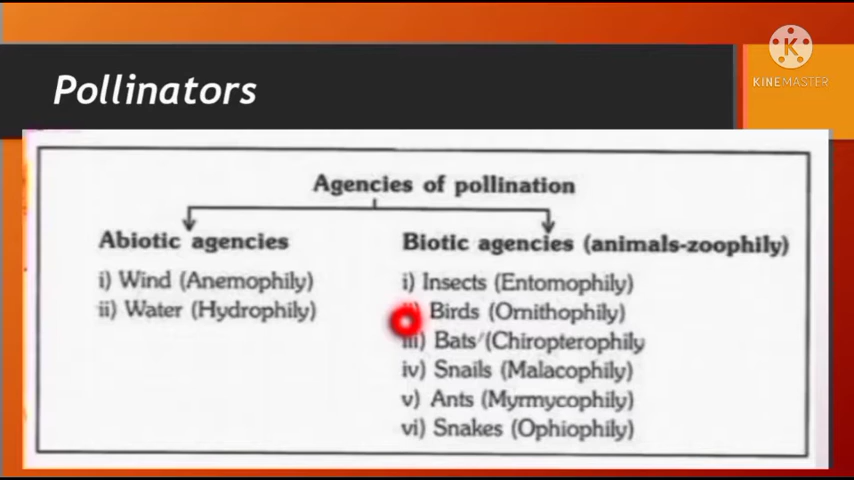 KINEMASTER
Pollinators
Agencies of pollination
Abiotic agencies
i) Wind (Anemophily)
ii) Water (Hydrophily)
Biotic agencies (animals-zoophily)
i) Insects (Entomophily)
Birds (Ornithophily)
iii) Bats (Chiropterophily
iv) Snails (Malacophily)
v) Ants (Myrmycophily)
vi) Snakes (Ophiophily)